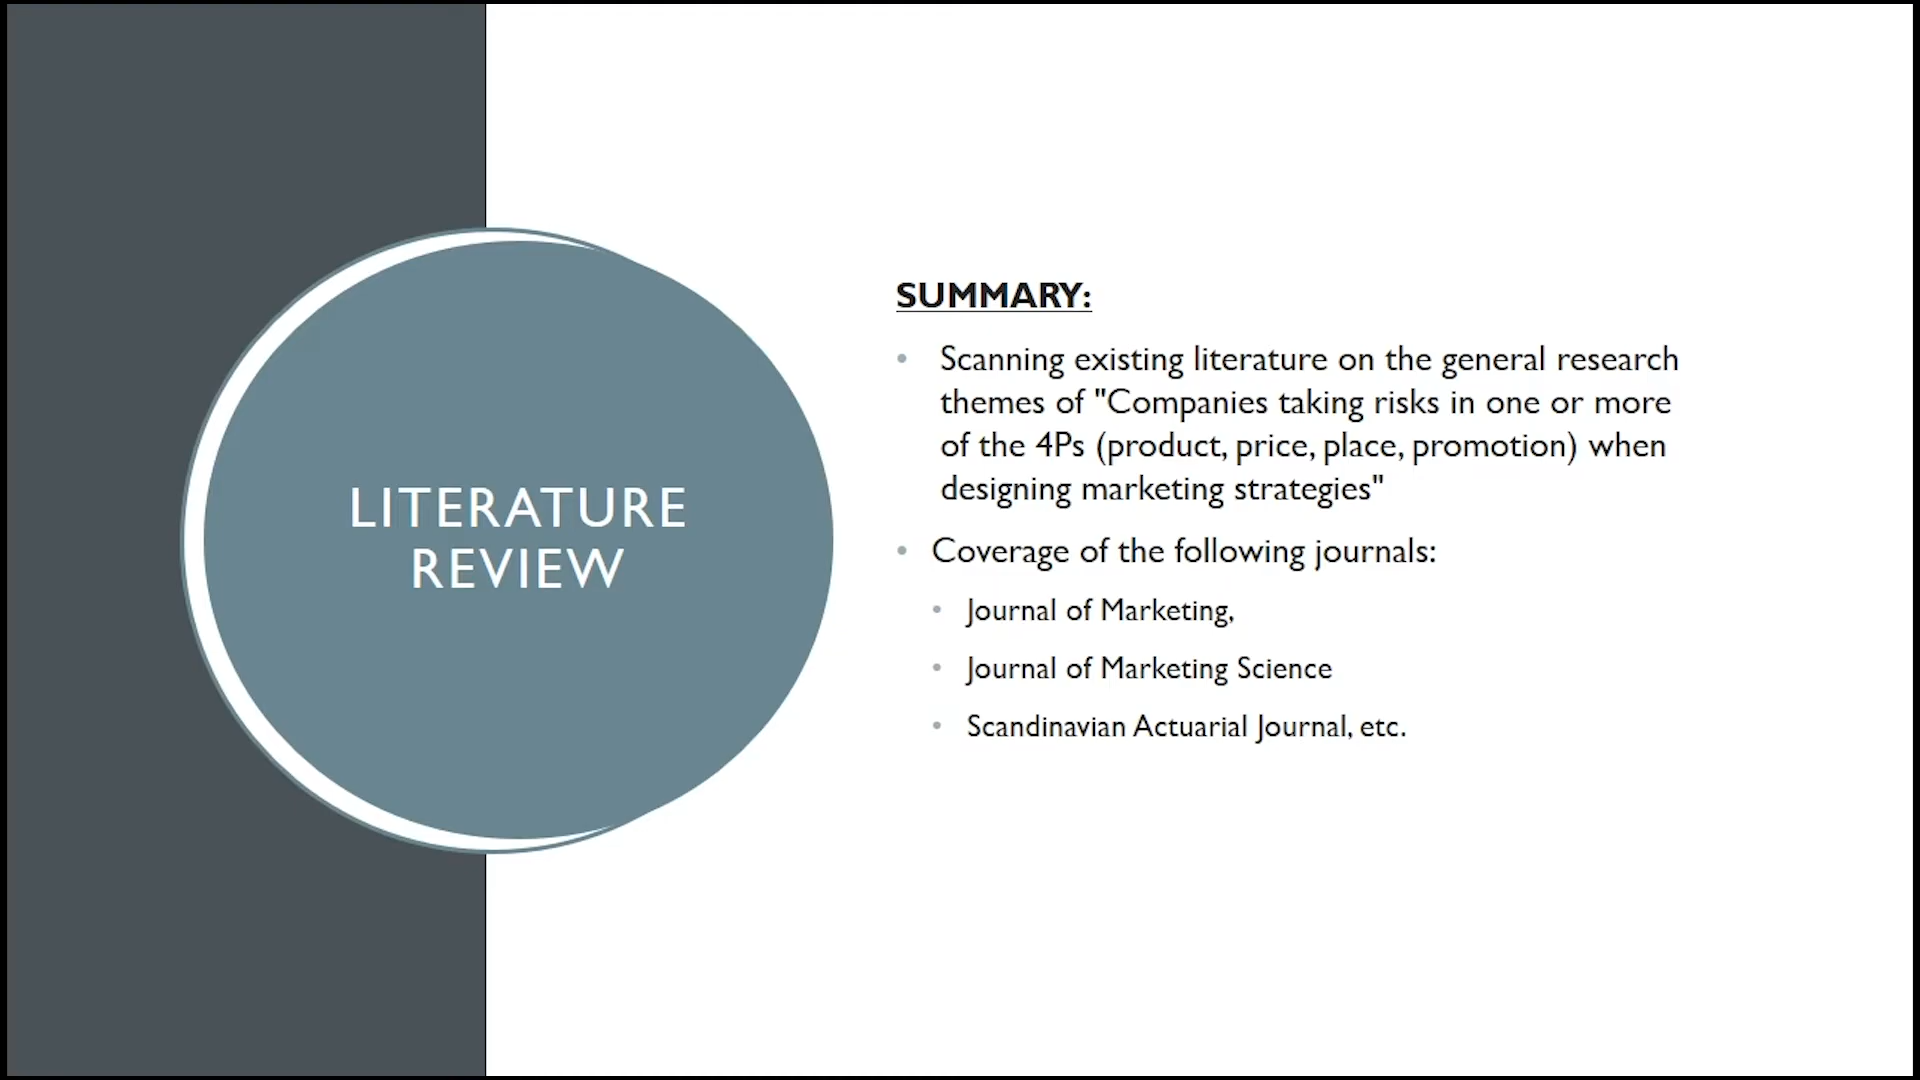 LITERATURE
REVIEW
SUMMARY:
• Scanning existing literature on the general research
themes of "Companies taking risks in one or more
of the 4Ps (product, price, place, promotion) when
designing marketing strategies"
• Coverage of the following journals:
• Journal of Marketing,
• Journal of Marketing Science
• Scandinavian Actuarial Journal, etc.